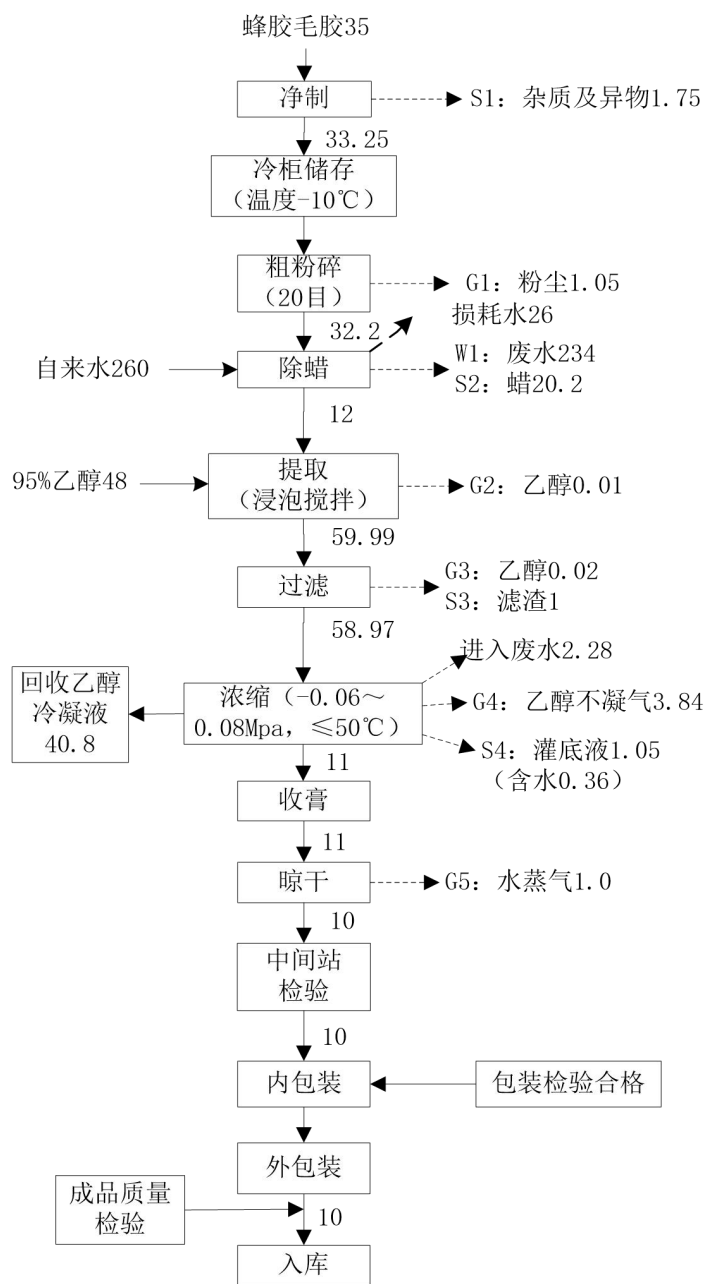 蜂胶毛胶35
净制
S1：杂质及异物1.75
33.25
冷柜储存
（温度-10℃）
粗粉碎
（20目）
G1：粉尘1.05
损耗水26
32.2
自来水260
除蜡
W1：废水234
S2：蜡20.2
12
95%乙醇48
提取
（浸泡搅拌）
G2：乙醇0.01
59.99
过滤
G3：乙醇0.02
S3：滤渣1
58.97
进入废水2.28
回收乙醇
冷凝液
40.8
浓缩（-0.06～
0.08Mpa，≤50℃）
G4：乙醇不凝气3.84
S4：灌底液1.05
（含水0.36）
11
收膏
11
晾干
G5：水蒸气1.0
10
中间站
检验
10
内包装
包装检验合格
外包装
成品质量
检验
10
入库